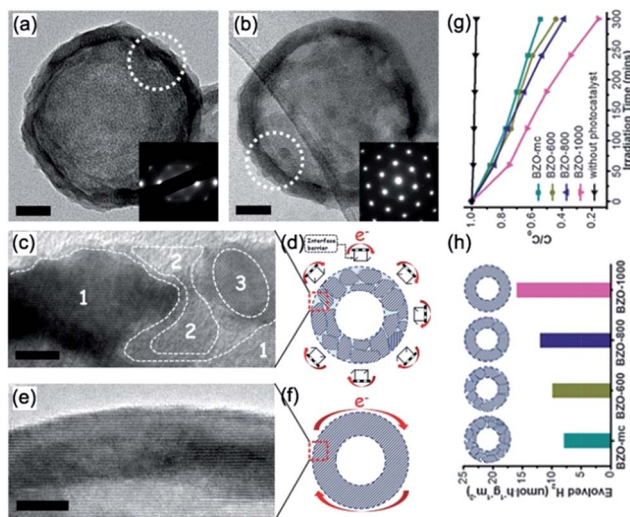 (a)
(b)
(c)
1
2
2
3
1
(d)
Interface barrier
e⁻
(e)
(f)
e⁻
(g)
C/C°
1.0
0.8
0.6
0.4
0.2
Irradiation Time (mins)
0
50
100
150
200
250
300
BZO-mc
BZO-600
BZO-800
BZO-1000
without photocatalyst
(h)
Evolved H₂ (umol·h⁻¹g⁻¹m⁻²)
25
20
15
10
5
0
BZO-mc
BZO-600
BZO-800
BZO-1000